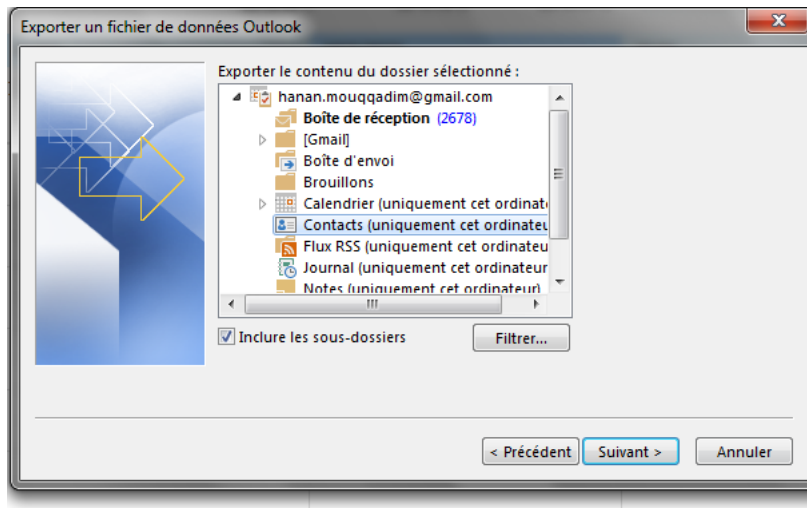 Exporter un fichier de données Outlook
Exporter le contenu du dossier sélectionné :
hanan.mouqqadim@gmail.com
Boîte de réception (2678)
[Gmail]
Boîte d'envoi
Brouillons
Calendrier (uniquement cet ordinate
Contacts (uniquement cet ordinateu
Flux RSS (uniquement cet ordinateu
Journal (uniquement cet ordinateur
Notes (uniquement cet ordinateur)
Inclure les sous-dossiers
Filtrer...
< Précédent
Suivant >
Annuler